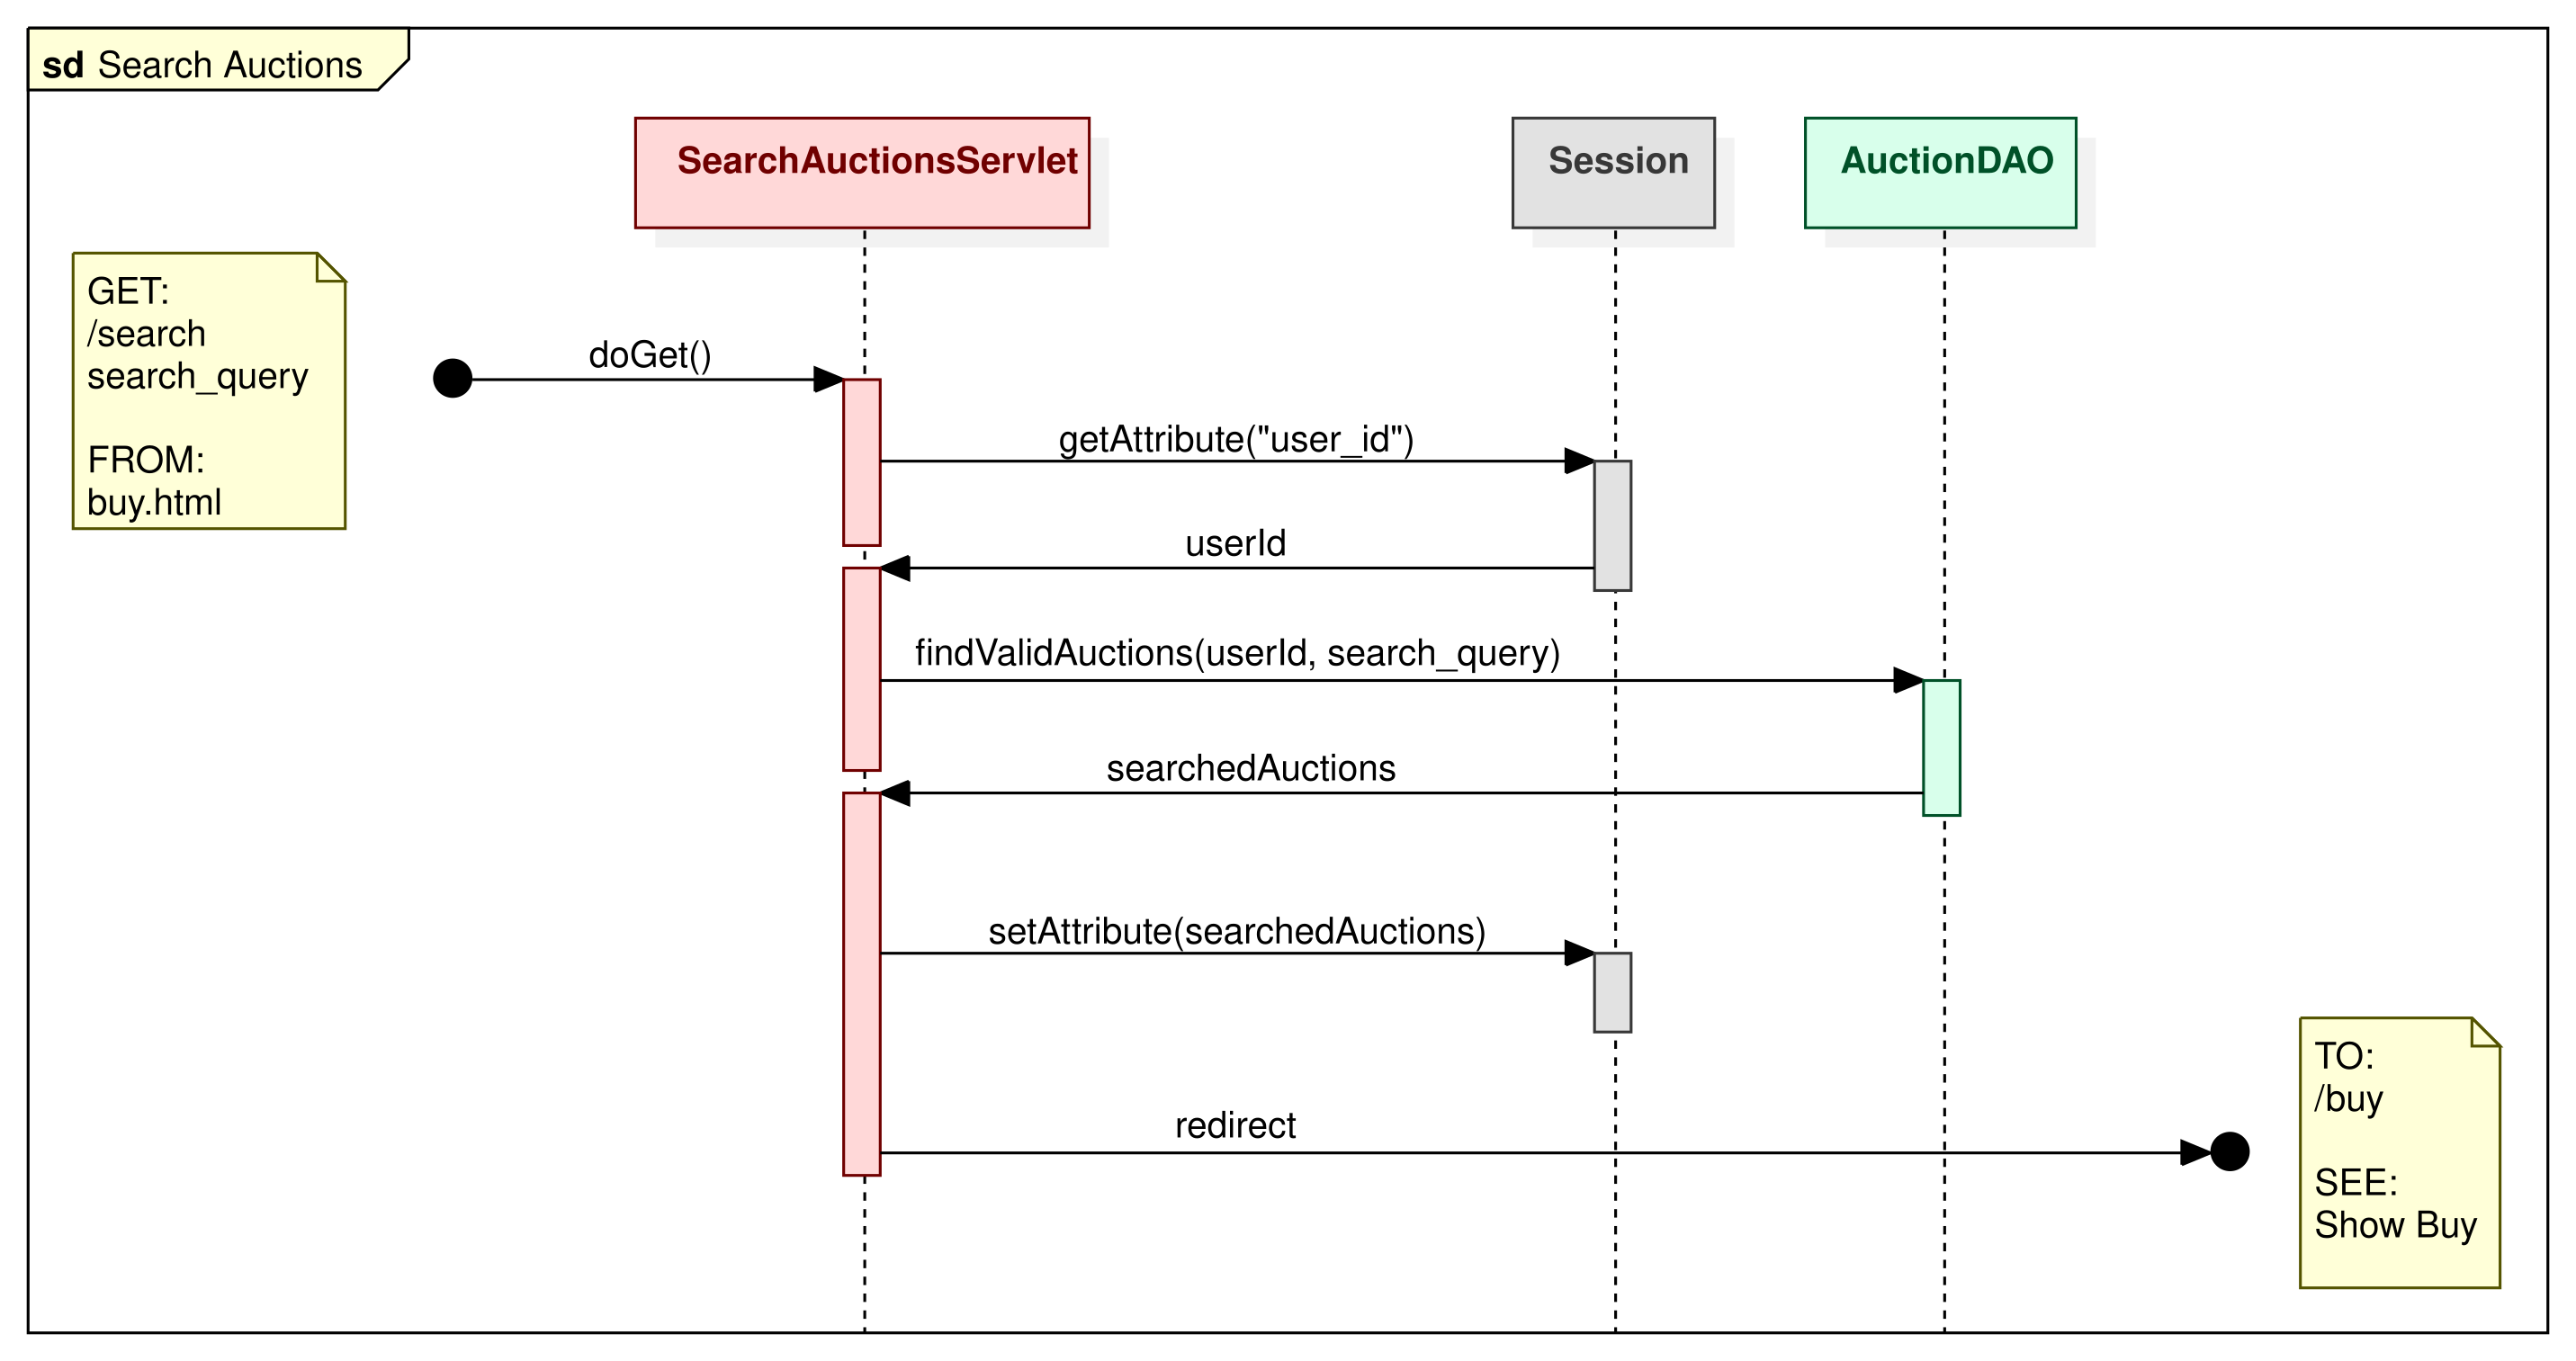 sd Search Auctions
SearchAuctionsServlet
Session
AuctionDAO
GET:
/search
search_query
FROM:
buy.html
doGet()
getAttribute("user_id")
userId
findValidAuctions(userId, search_query)
searchedAuctions
setAttribute(searchedAuctions)
redirect
TO:
/buy
SEE:
Show Buy